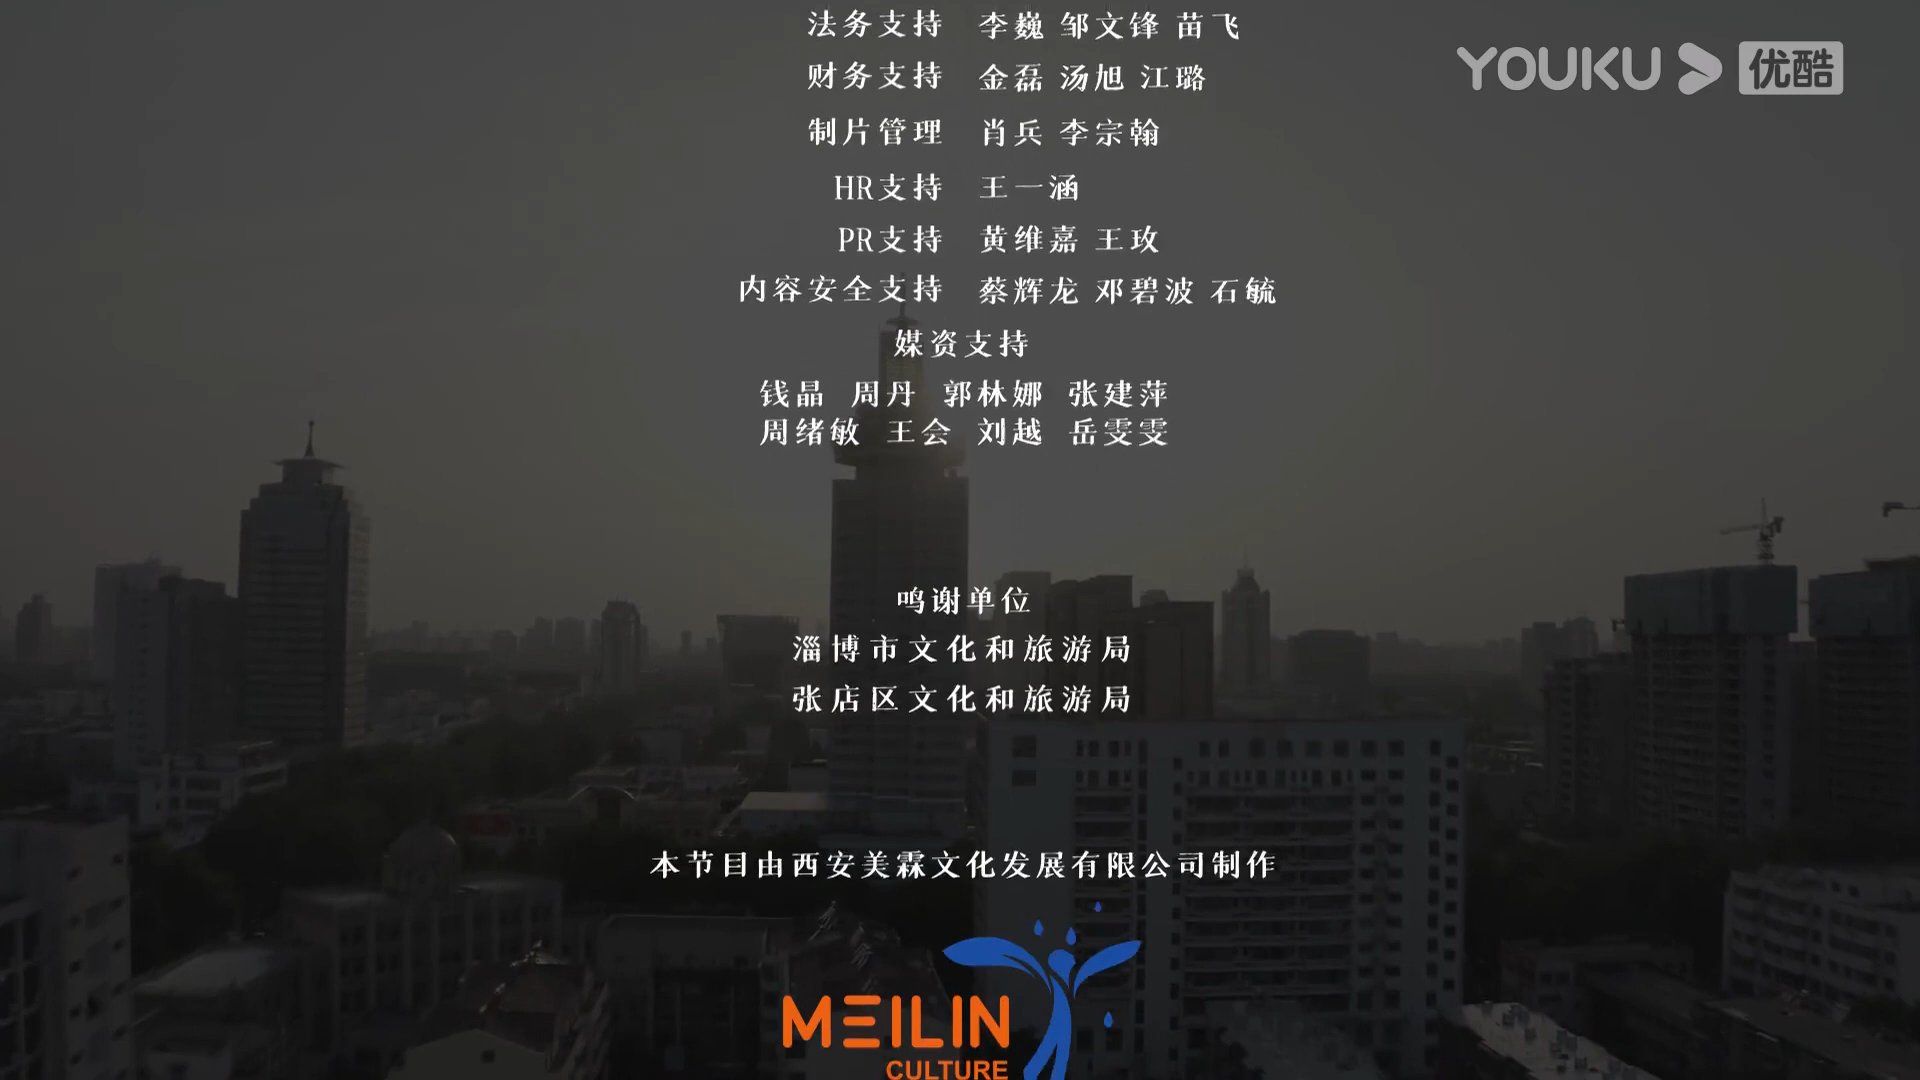 法务支持 李巍 邹文锋 苗飞
YOUKU 优酷
财务支持 金磊 汤旭 江璐
制片管理 肖兵 李宗翰
HR支持 王一涵
PR支持 黄维嘉 王玫
内容安全支持 蔡辉龙 邓碧波 石毓
媒资支持
钱晶 周丹 郭林娜 张建萍
周绪敏 王会 刘越 岳雯雯
鸣谢单位
淄博市文化和旅游局
张店区文化和旅游局
本节目由西安美霖文化发展有限公司制作
MEILIN
CULTURE